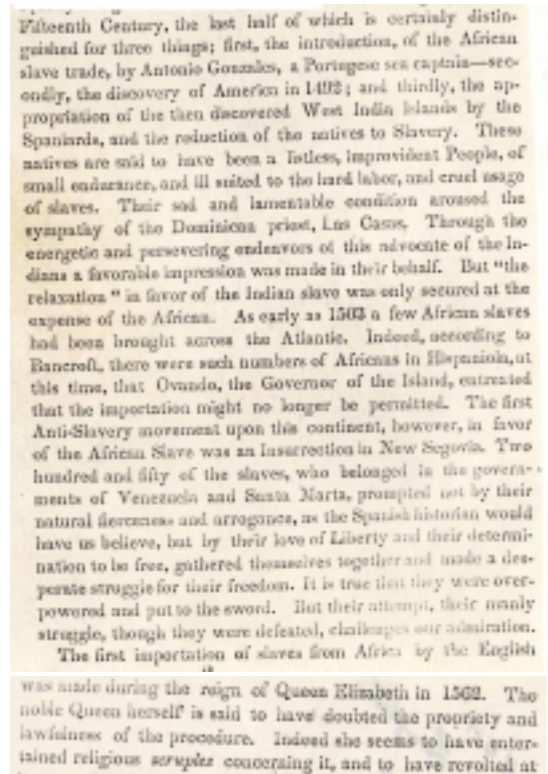 Fifteenth Century, the last half of which is certainly distin-
guished for three things; first, the introduction, of the African
slave trade, by Antonio Gonzales, a Portugese sea captain—sec-
ondly, the discovery of America in 1492; and thirdly, the ap-
propriation of the then discovered West India Islands by the
Spaniards, and the reduction of the natives to Slavery. These
natives are said to have been a listless, improvident People, of
small endurance, and ill suited to the hard labor, and cruel usage
of slaves. Their sad and lamentable condition aroused the
sympathy of the Dominican priest, Las Casas. Through the
energetic and persevering endeavors of this advocate of the In-
dians a favorable impression was made in their behalf. But "the
relaxation" in favor of the Indian slave was only secured at the
expense of the African. As early as 1503 a few African slaves
had been brought across the Atlantic. Indeed, according to
Bancroft, there were such numbers of Africans in Hispaniola, at
this time, that Ovando, the Governor of the Island, entreated
that the importation might no longer be permitted. The first
Anti-Slavery movement upon this continent, however, in favor
of the African Slave was an Insurrection in New Segovia. Two
hundred and fifty of the slaves, who belonged in the govern-
ments of Venezuela and Santa Marta, prompted not by their
natural fierceness and arrogance, as the Spanish historian would
have us believe, but by their love of Liberty and their determi-
nation to be free, gathered themselves together and made a des-
perate struggle for their freedom. It is true that they were over-
powered and put to the sword. But their attempt, their manly
struggle, though they were defeated, challenges our admiration.
The first importation of slaves from Africa by the English
was made during the reign of Queen Elizabeth in 1562. The
noble Queen herself is said to have doubted the propriety and
lawfulness of the procedure. Indeed she seems to have enter-
tained religious scruples concerning it, and to have revolted at